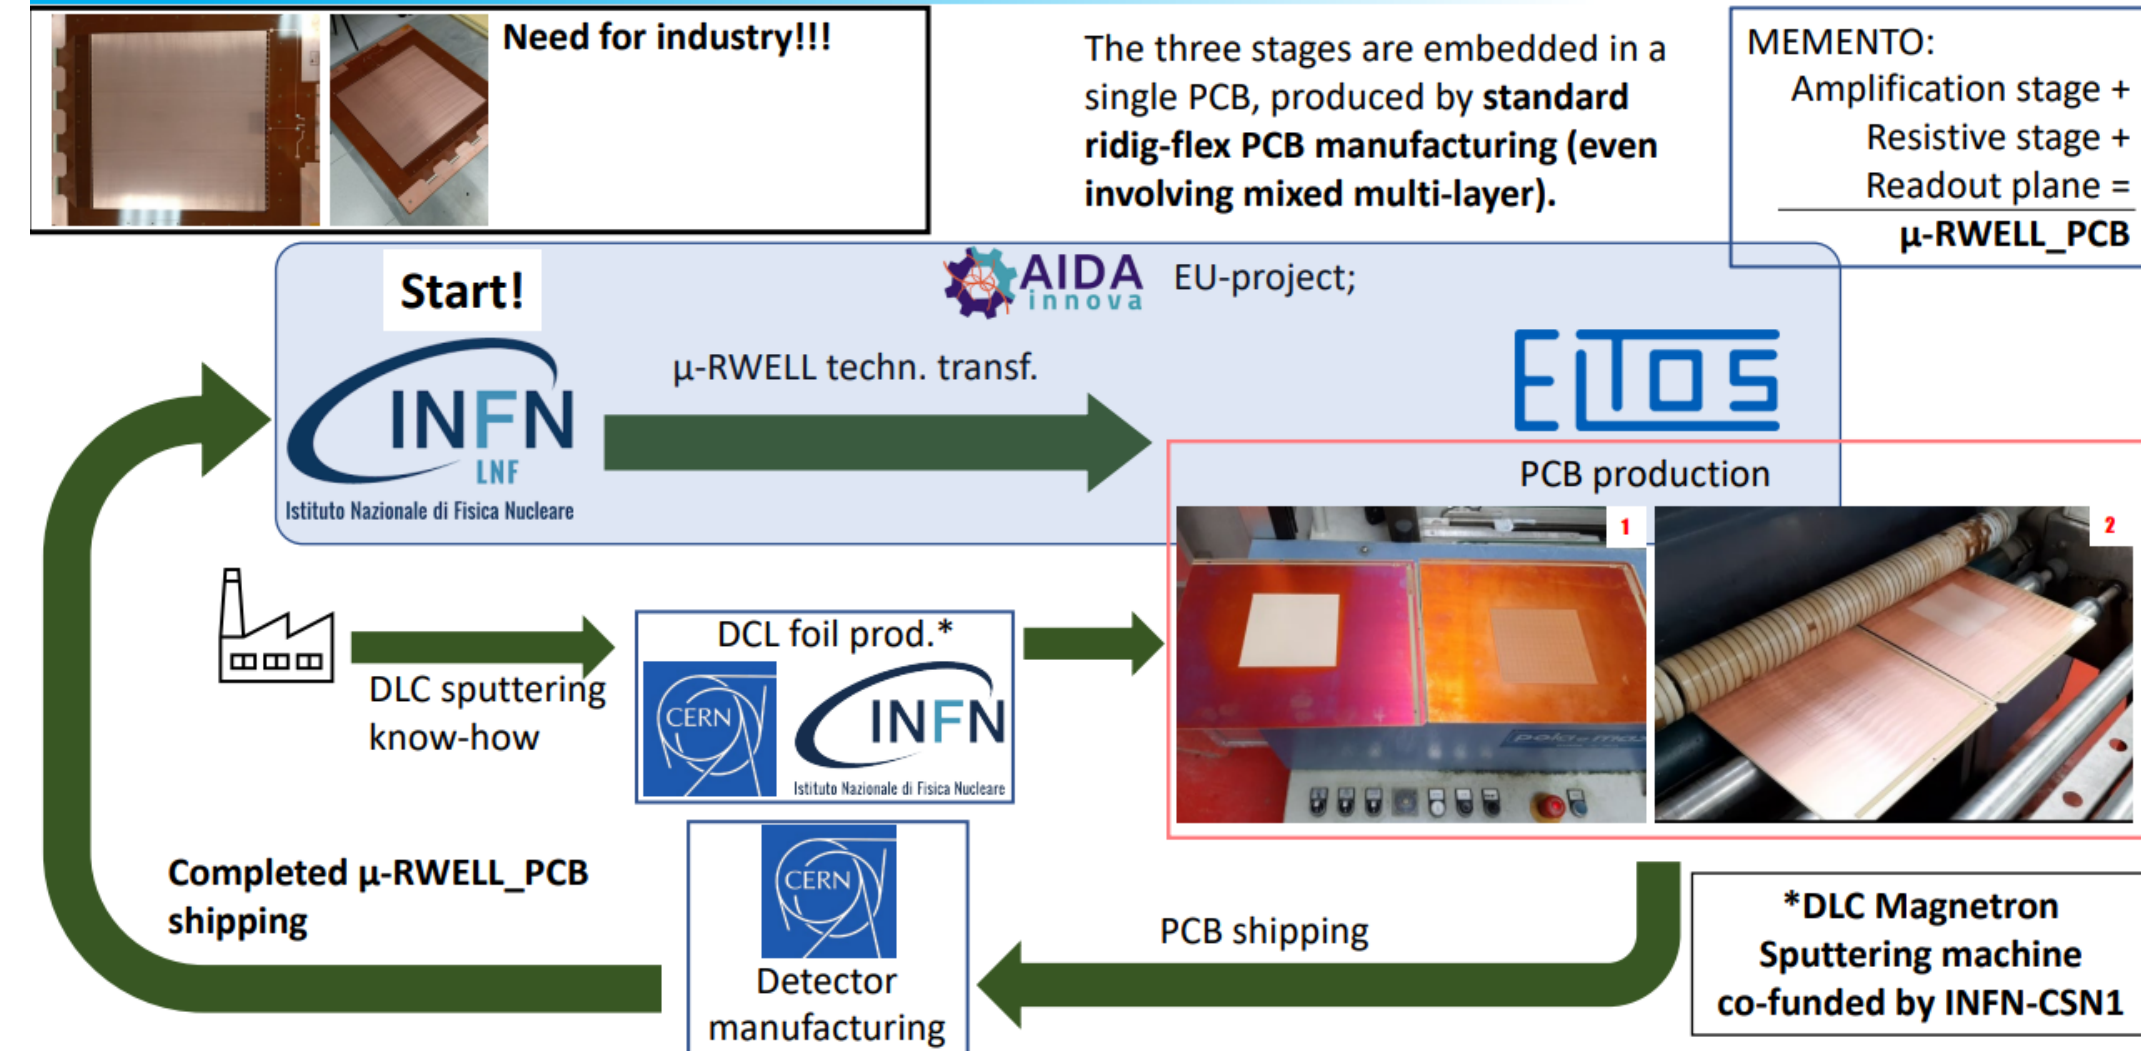 Need for industry!!!
The three stages are embedded in a
single PCB, produced by standard
ridig-flex PCB manufacturing (even
involving mixed multi-layer).
MEMENTO:
Amplification stage +
Resistive stage +
Readout plane =
µ-RWELL_PCB
Start!
AIDA
innova
EU-project;
INFN
LNF
Istituto Nazionale di Fisica Nucleare
µ-RWELL techn. transf.
ELTOS
PCB production
1
2
DLC sputtering
know-how
DCL foil prod.*
CERN
INFN
Istituto Nazionale di Fisica Nucleare
Completed µ-RWELL_PCB
shipping
CERN
Detector
manufacturing
PCB shipping
*DLC Magnetron
Sputtering machine
co-funded by INFN-CSN1